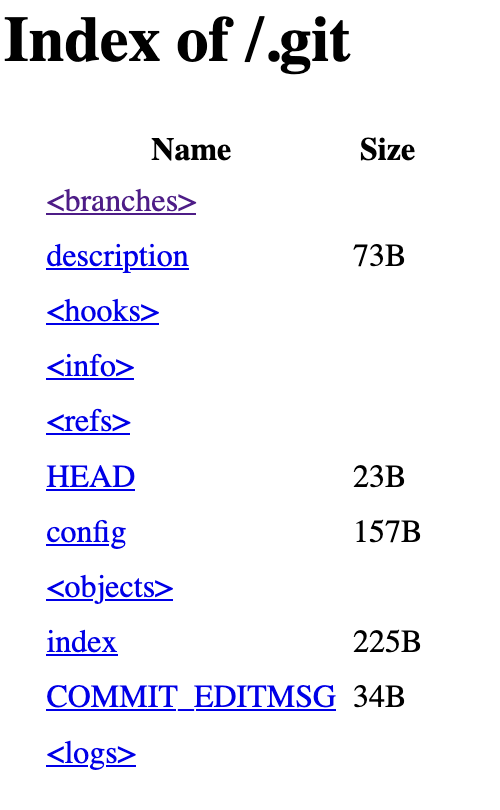 Index of /.git
Name Size
<branches>
description 73B
<hooks>
<info>
<refs>
HEAD 23B
config 157B
<objects>
index 225B
COMMIT_EDITMSG 34B
<logs>